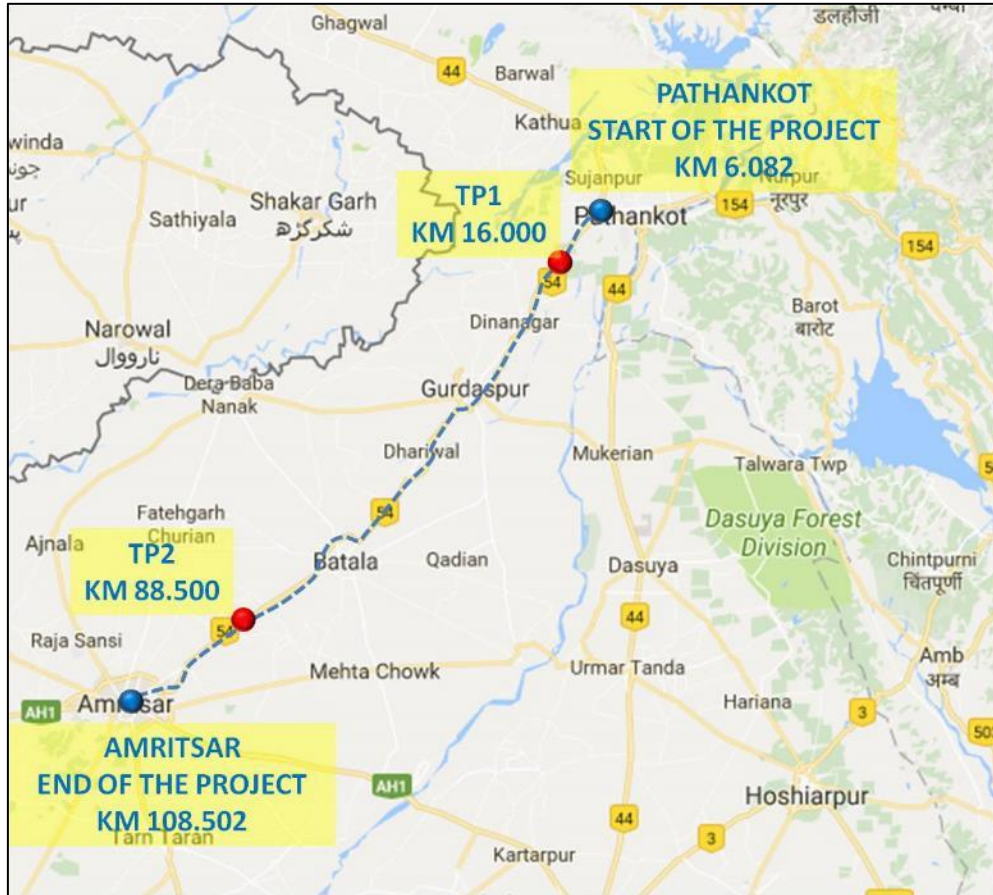 Ghagwal
डलहौज़ी
44
Barwal
Kathua
PATHANKOT
START OF THE PROJECT
KM 6.082
winda
Shakar Garh
شکرگڑھ
Sathiyala
TP1
KM 16.000
Sujanpur
Pathankot
154
Nurpur
नूरपुर
ur
154
54
44
Dinanagar
Barot
बारोट
Narowal
نارووال
Dera Baba
Nanak
Gurdaspur
Dhariwal
Mukerian
Talwara Twp
54
Fatehgarh
Churian
Ajnala
TP2
KM 88.500
Batala
Qadian
Dasuya
Dasuya Forest
Division
Chintpurni
चिंतपूर्णी
44
54
Raja Sansi
Mehta Chowk
Urmar Tanda
Amb
अम्ब
Amritsar
AH1
Hariana
3
503
AMRITSAR
END OF THE PROJECT
KM 108.502
Tarn Taran
AH1
Hoshiarpur
44
3
Kartarpur